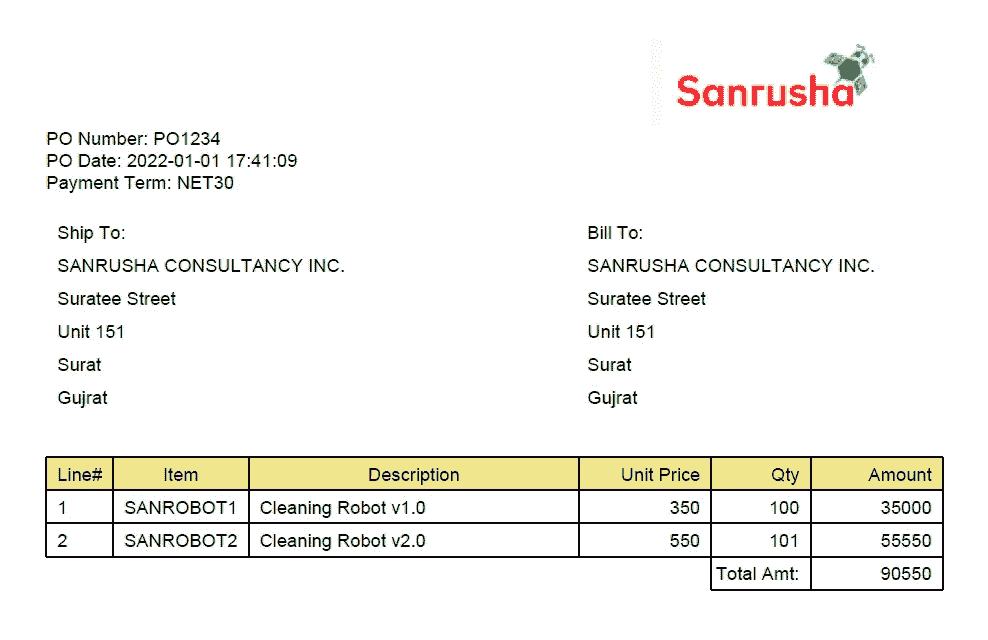 Sanrusha
PO Number: PO1234
PO Date: 2022-01-01 17:41:09
Payment Term: NET30
Ship To:
SANRUSHA CONSULTANCY INC.
Suratee Street
Unit 151
Surat
Gujrat
Bill To:
SANRUSHA CONSULTANCY INC.
Suratee Street
Unit 151
Surat
Gujrat
Line# Item Description Unit Price Qty Amount
1 SANROBOT1 Cleaning Robot v1.0 350 100 35000
2 SANROBOT2 Cleaning Robot v2.0 550 101 55550
Total Amt: 90550